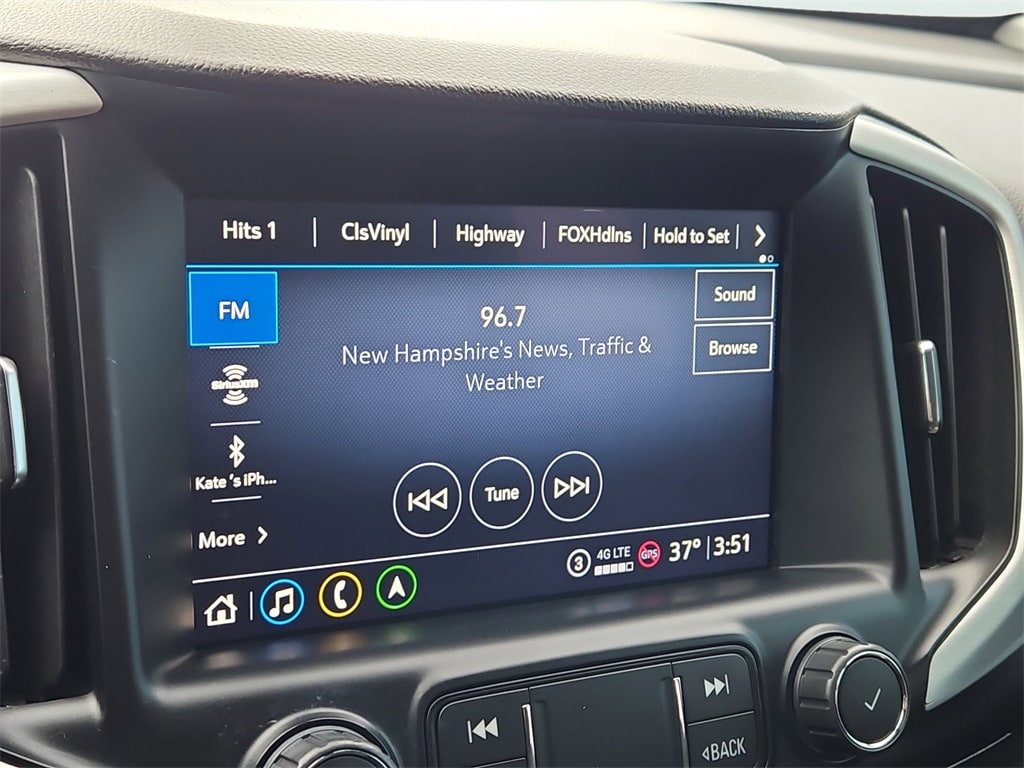 Hits 1
ClsVinyl
Highway
FOXHdlns
Hold to Set
FM
96.7
New Hampshire's News, Traffic &
Weather
Sound
Browse
SiriusXM
Kate 's iPh...
Tune
More
3
4G LTE
GPS
37°
3:51
BACK